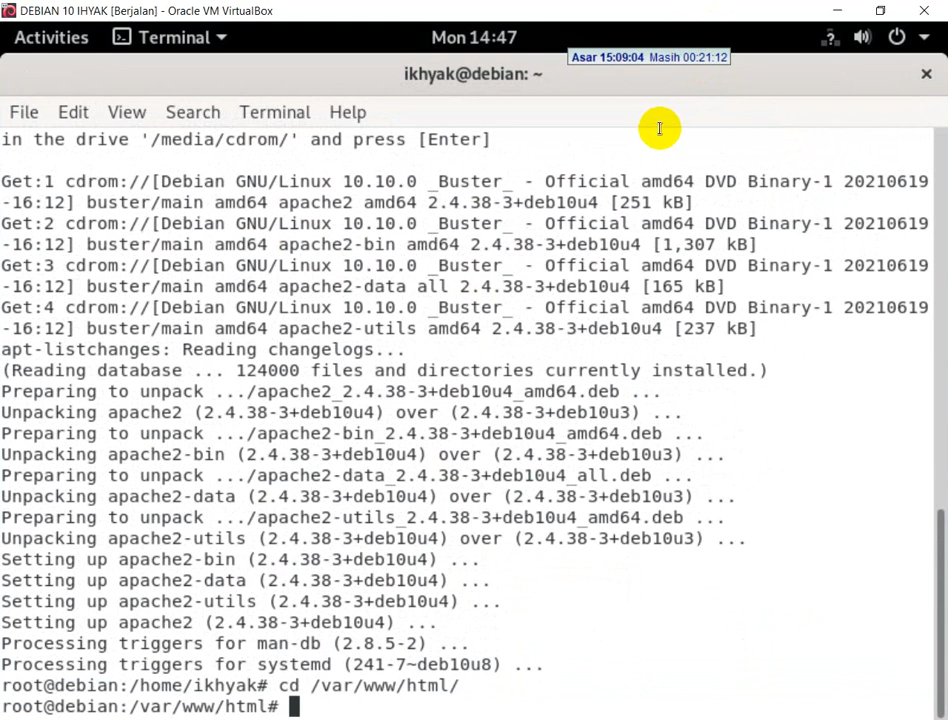 DEBIAN 10 IHYAK [Berjalan] - Oracle VM VirtualBox
Activities Terminal Mon 14:47
Asar 15:09:04 Masih 00:21:12
ikhyak@debian: ~
File Edit View Search Terminal Help
in the drive '/media/cdrom/' and press [Enter]
Get:1 cdrom://[Debian GNU/Linux 10.10.0 _Buster_ - Official amd64 DVD Binary-1 20210619
-16:12] buster/main amd64 apache2 amd64 2.4.38-3+deb10u4 [251 kB]
Get:2 cdrom://[Debian GNU/Linux 10.10.0 _Buster_ - Official amd64 DVD Binary-1 20210619
-16:12] buster/main amd64 apache2-bin amd64 2.4.38-3+deb10u4 [1,307 kB]
Get:3 cdrom://[Debian GNU/Linux 10.10.0 _Buster_ - Official amd64 DVD Binary-1 20210619
-16:12] buster/main amd64 apache2-data all 2.4.38-3+deb10u4 [165 kB]
Get:4 cdrom://[Debian GNU/Linux 10.10.0 _Buster_ - Official amd64 DVD Binary-1 20210619
-16:12] buster/main amd64 apache2-utils amd64 2.4.38-3+deb10u4 [237 kB]
apt-listchanges: Reading changelogs...
(Reading database ... 124000 files and directories currently installed.)
Preparing to unpack .../apache2_2.4.38-3+deb10u4_amd64.deb ...
Unpacking apache2 (2.4.38-3+deb10u4) over (2.4.38-3+deb10u3) ...
Preparing to unpack .../apache2-bin_2.4.38-3+deb10u4_amd64.deb ...
Unpacking apache2-bin (2.4.38-3+deb10u4) over (2.4.38-3+deb10u3) ...
Preparing to unpack .../apache2-data_2.4.38-3+deb10u4_all.deb ...
Unpacking apache2-data (2.4.38-3+deb10u4) over (2.4.38-3+deb10u3) ...
Preparing to unpack .../apache2-utils_2.4.38-3+deb10u4_amd64.deb ...
Unpacking apache2-utils (2.4.38-3+deb10u4) over (2.4.38-3+deb10u3) ...
Setting up apache2-bin (2.4.38-3+deb10u4) ...
Setting up apache2-data (2.4.38-3+deb10u4) ...
Setting up apache2-utils (2.4.38-3+deb10u4) ...
Setting up apache2 (2.4.38-3+deb10u4) ...
Processing triggers for man-db (2.8.5-2) ...
Processing triggers for systemd (241-7~deb10u8) ...
root@debian:/home/ikhyak# cd /var/www/html/
root@debian:/var/www/html#